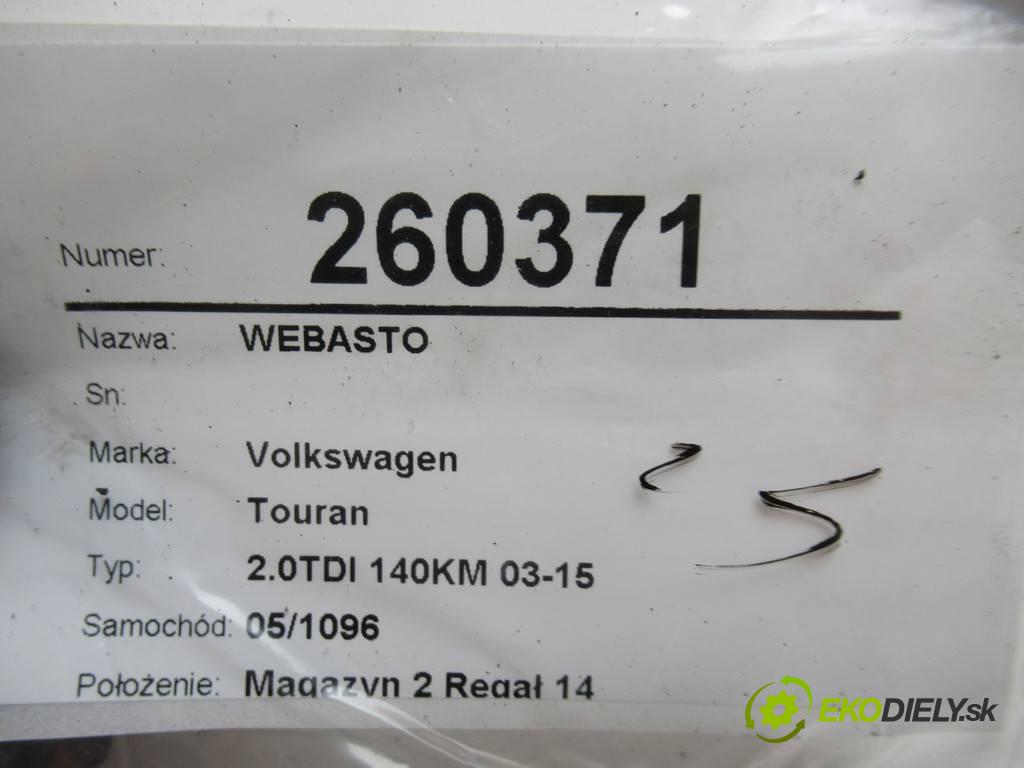 Numer: 260371
Nazwa: WEBASTO
Sn:
Marka: Volkswagen
Model: Touran
Typ: 2.0TDI 140KM 03-15
Samochód: 05/1096
Położenie: Magazyn 2 Regał 14
EKODIELY.sk